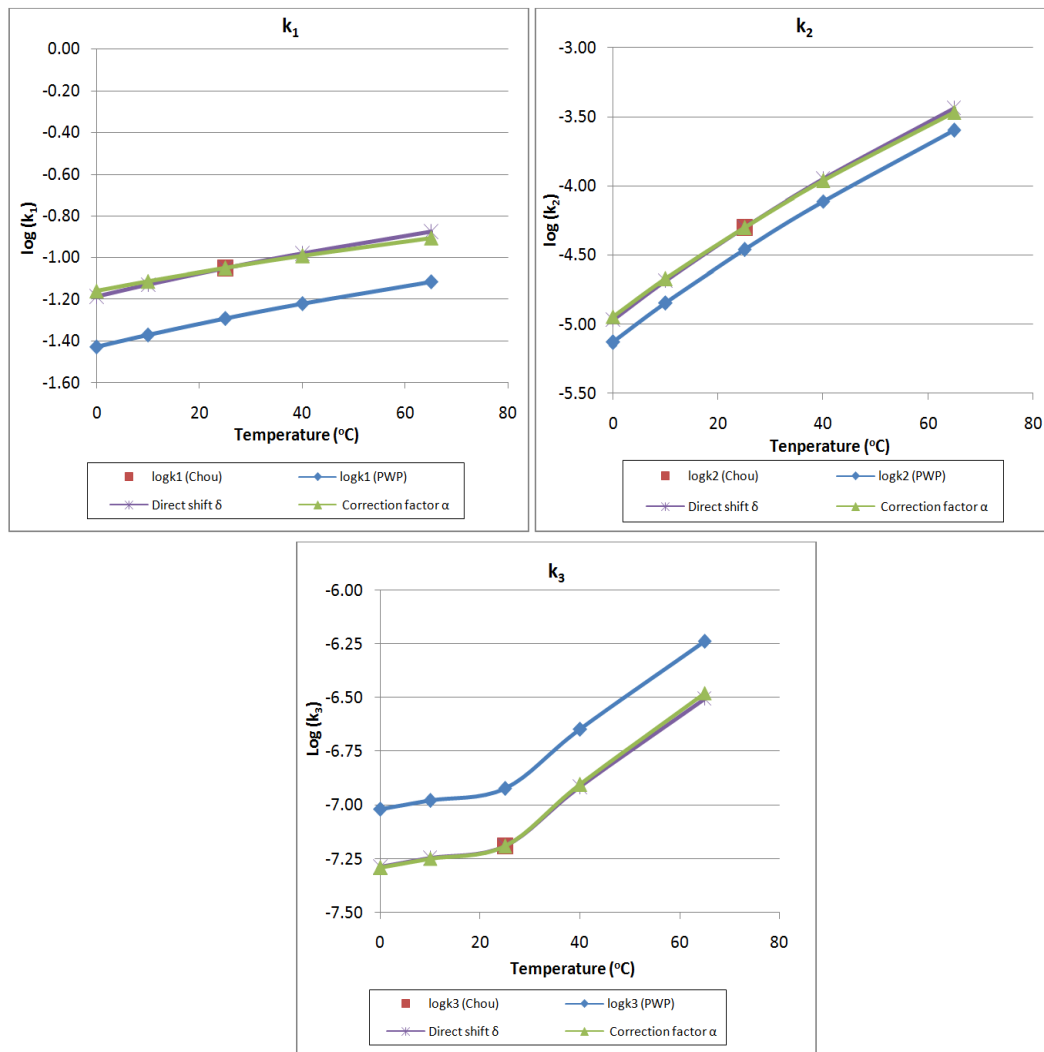 k₁
0.00
-0.20
-0.40
-0.60
-0.80
-1.00
-1.20
-1.40
-1.60
log (k₁)
0 20 40 60 80
Temperature (°C)
logk1 (Chou) logk1 (PWP)
Direct shift δ Correction factor α
k₂
-3.00
-3.50
-4.00
-4.50
-5.00
-5.50
log (k₂)
0 20 40 60 80
Tenperature (°C)
logk2 (Chou) logk2 (PWP)
Direct shift δ Correction factor α
k₃
-6.00
-6.25
-6.50
-6.75
-7.00
-7.25
-7.50
Log (k₃)
0 20 40 60 80
Temperature (°C)
logk3 (Chou) logk3 (PWP)
Direct shift δ Correction factor α